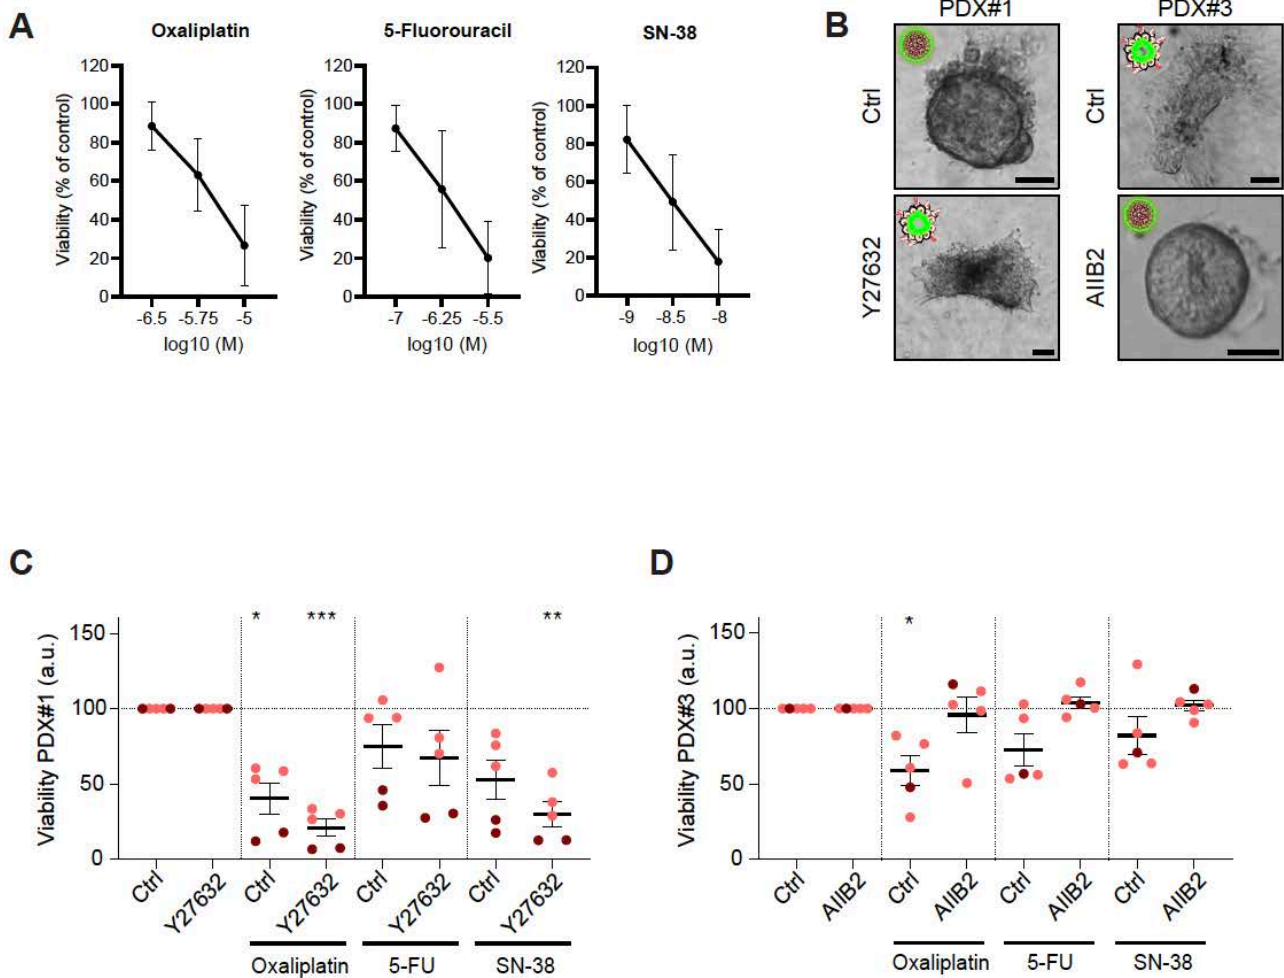 A
Oxaliplatin
5-Fluorouracil
SN-38
Viability (% of control)
120
100
80
60
40
20
0
-6.5 -5.75 -5
log10 (M)
Viability (% of control)
120
100
80
60
40
20
0
-7 -6.25 -5.5
log10 (M)
Viability (% of control)
120
100
80
60
40
20
0
-9 -8.5 -8
log10 (M)
B
PDX#1
PDX#3
Ctrl
Ctrl
Y27632
AIIB2
C
Viability PDX#1 (a.u.)
150
100
50
0
* *** **
Ctrl Y27632 Ctrl Y27632 Ctrl Y27632 Ctrl Y27632
Oxaliplatin 5-FU SN-38
D
Viability PDX#3 (a.u.)
150
100
50
0
*
Ctrl AIIB2 Ctrl AIIB2 Ctrl AIIB2 Ctrl AIIB2
Oxaliplatin 5-FU SN-38